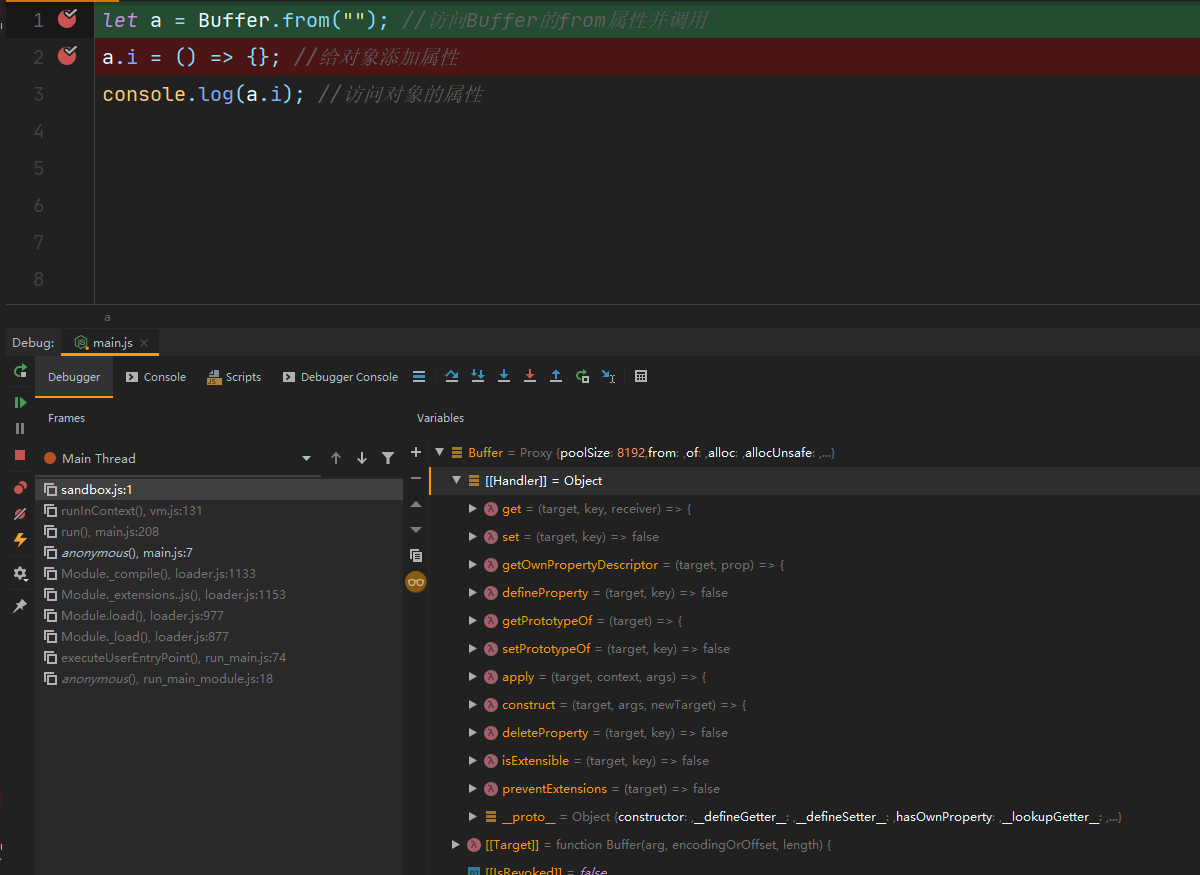 1 let a = Buffer.from(""); //访问Buffer的from属性并调用
2 a.i = () => {}; //给对象添加属性
3 console.log(a.i); //访问对象的属性
4
5
6
7
8
a
Debug: main.js
Debugger Console Scripts Debugger Console
Frames
Main Thread
sandbox.js:1
runInContext(), vm.js:131
run(), main.js:208
anonymous(), main.js:7
Module._compile(), loader.js:1133
Module._extensions..js(), loader.js:1153
Module.load(), loader.js:977
Module._load(), loader.js:877
executeUserEntryPoint(), run_main.js:74
anonymous(), run_main_module.js:18
Variables
Buffer = Proxy {poolSize: 8192,from: ,of: ,alloc: ,allocUnsafe: ,...}
[[Handler]] = Object
λ get = (target, key, receiver) => {
λ set = (target, key) => false
λ getOwnPropertyDescriptor = (target, prop) => {
λ defineProperty = (target, key) => false
λ getPrototypeOf = (target) => {
λ setPrototypeOf = (target, key) => false
λ apply = (target, context, args) => {
λ construct = (target, args, newTarget) => {
λ deleteProperty = (target, key) => false
λ isExtensible = (target, key) => false
λ preventExtensions = (target) => false
__proto__ = Object {constructor: ,__defineGetter__: ,__defineSetter__: ,hasOwnProperty: ,__lookupGetter__: ,...}
λ [[Target]] = function Buffer(arg, encodingOrOffset, length) {
01 [[IsRevoked]] = false